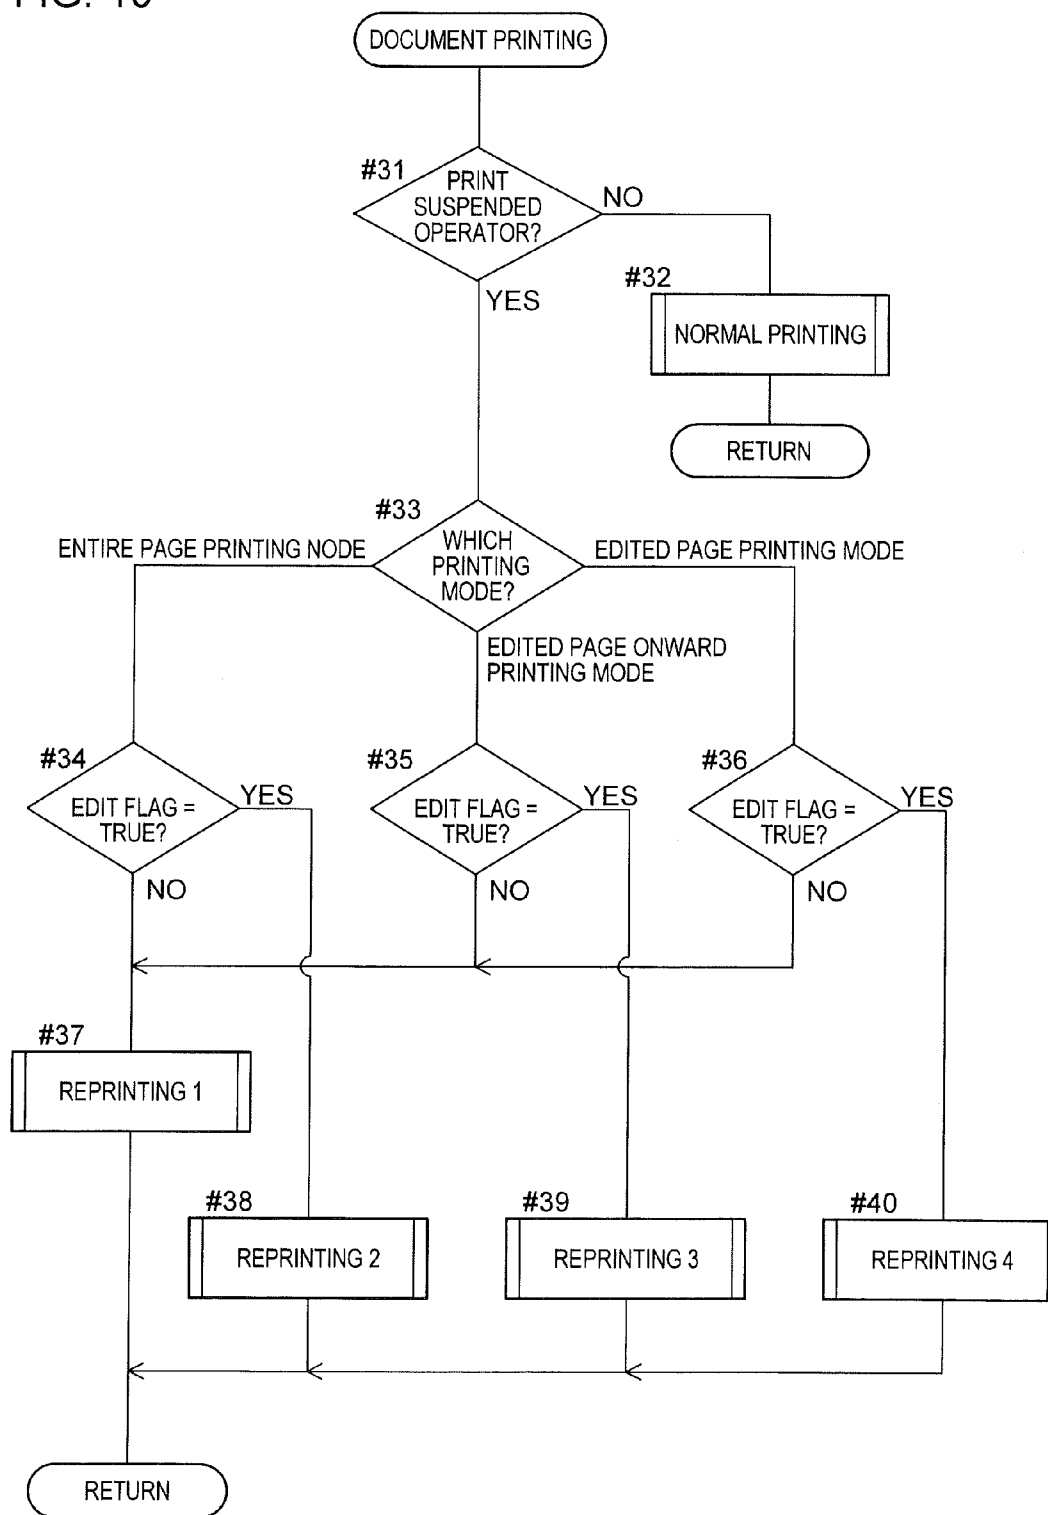 FIG. 10
DOCUMENT PRINTING
#31
PRINT
SUSPENDED
OPERATOR?
NO
YES
#32
NORMAL PRINTING
RETURN
#33
WHICH
PRINTING
MODE?
ENTIRE PAGE PRINTING NODE
EDITED PAGE PRINTING MODE
EDITED PAGE ONWARD
PRINTING MODE
#34
EDIT FLAG =
TRUE?
YES
NO
#35
EDIT FLAG =
TRUE?
YES
NO
#36
EDIT FLAG =
TRUE?
YES
NO
#37
REPRINTING 1
#38
REPRINTING 2
#39
REPRINTING 3
#40
REPRINTING 4
RETURN